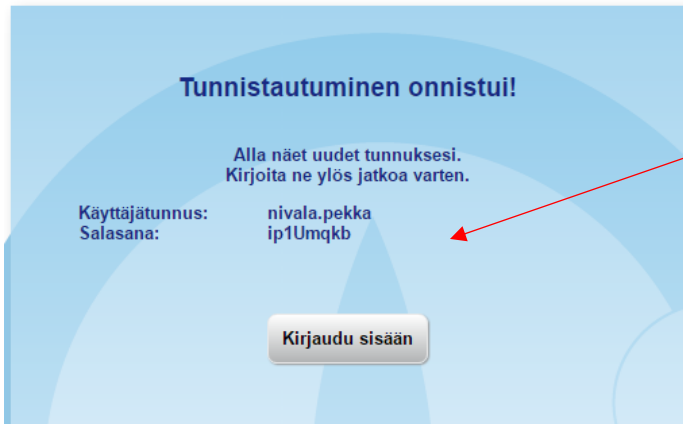 Tunnistautuminen onnistui!
Alla näet uudet tunnuksesi.
Kirjoita ne ylös jatkoa varten.
Käyttäjätunnus: nivala.pekka
Salasana: ip1Umqkb
Kirjaudu sisään